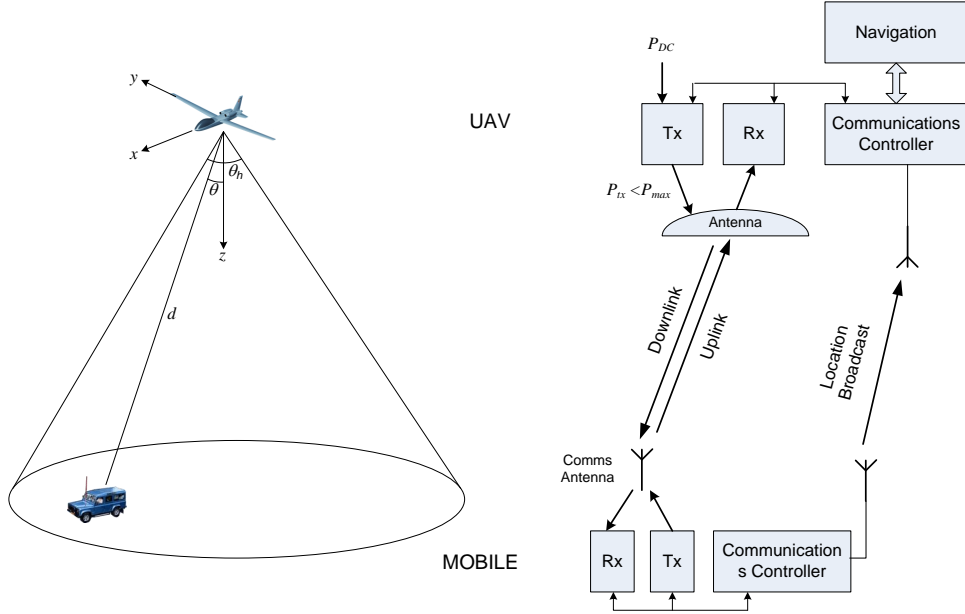 y
x
θ
θh
z
d
UAV
MOBILE
PDC
Navigation
Tx
Rx
Communications
Controller
Ptx <Pmax
Antenna
Downlink
Uplink
Location
Broadcast
Comms
Antenna
Rx
Tx
Communication
s Controller